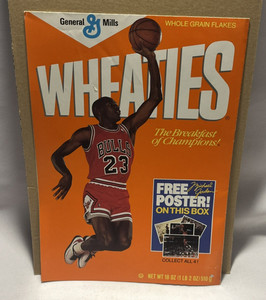 General Mills
WHOLE GRAIN FLAKES
WHEATIES
The Breakfast
of Champions!
BULLS
23
FREE
POSTER!
ON THIS BOX
COLLECT ALL 4!
NET WT 18 OZ (1 LB 2 OZ) 510 g